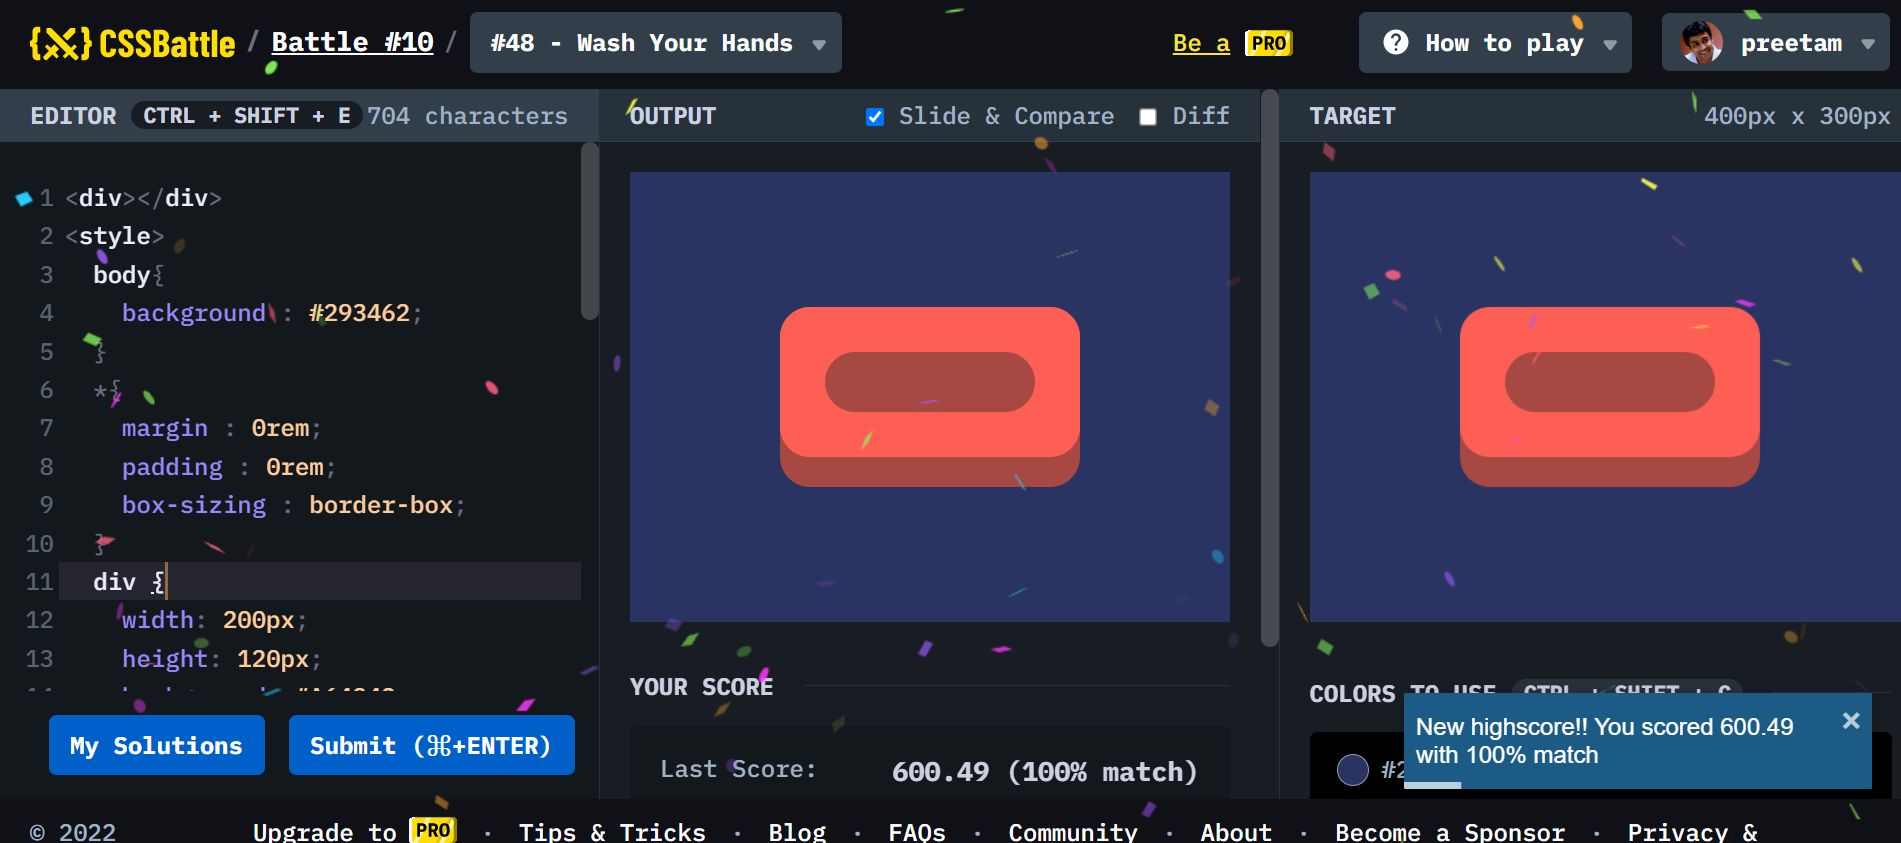 {X} CSSBattle / Battle #10 / #48 - Wash Your Hands
Be a PRO
? How to play
preetam
EDITOR CTRL + SHIFT + E 704 characters
OUTPUT Slide & Compare Diff
TARGET 400px x 300px
1 <div></div>
2 <style>
3 body{
4 background : #293462;
5 }
6 *{
7 margin : 0rem;
8 padding : 0rem;
9 box-sizing : border-box;
10 }
11 div {
12 width: 200px;
13 height: 120px;
My Solutions
Submit (⌘+ENTER)
YOUR SCORE
Last Score: 600.49 (100% match)
COLORS TO USE CTRL + SHIFT + C
New highscore!! You scored 600.49
with 100% match
© 2022 Upgrade to PRO · Tips & Tricks · Blog · FAQs · Community · About · Become a Sponsor · Privacy &